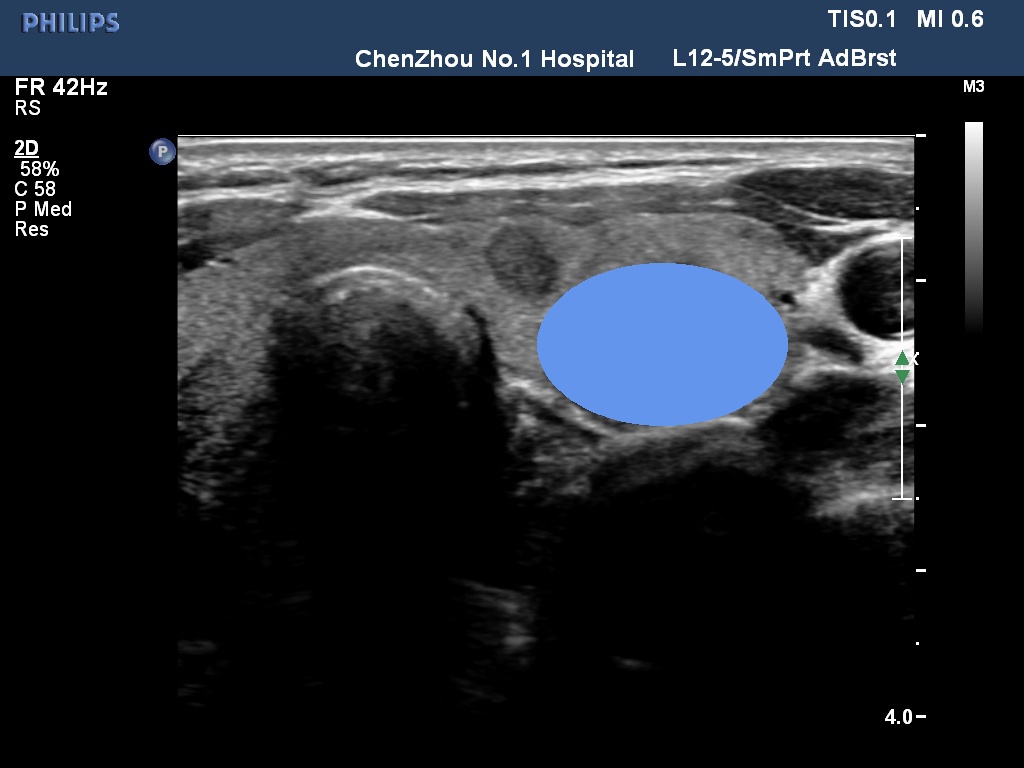 PHILIPS
TIS0.1 MI 0.6
ChenZhou No.1 Hospital L12-5/SmPrt AdBrst
FR 42Hz
RS
M3
2D
58%
C 58
P Med
Res
P
X
4.0